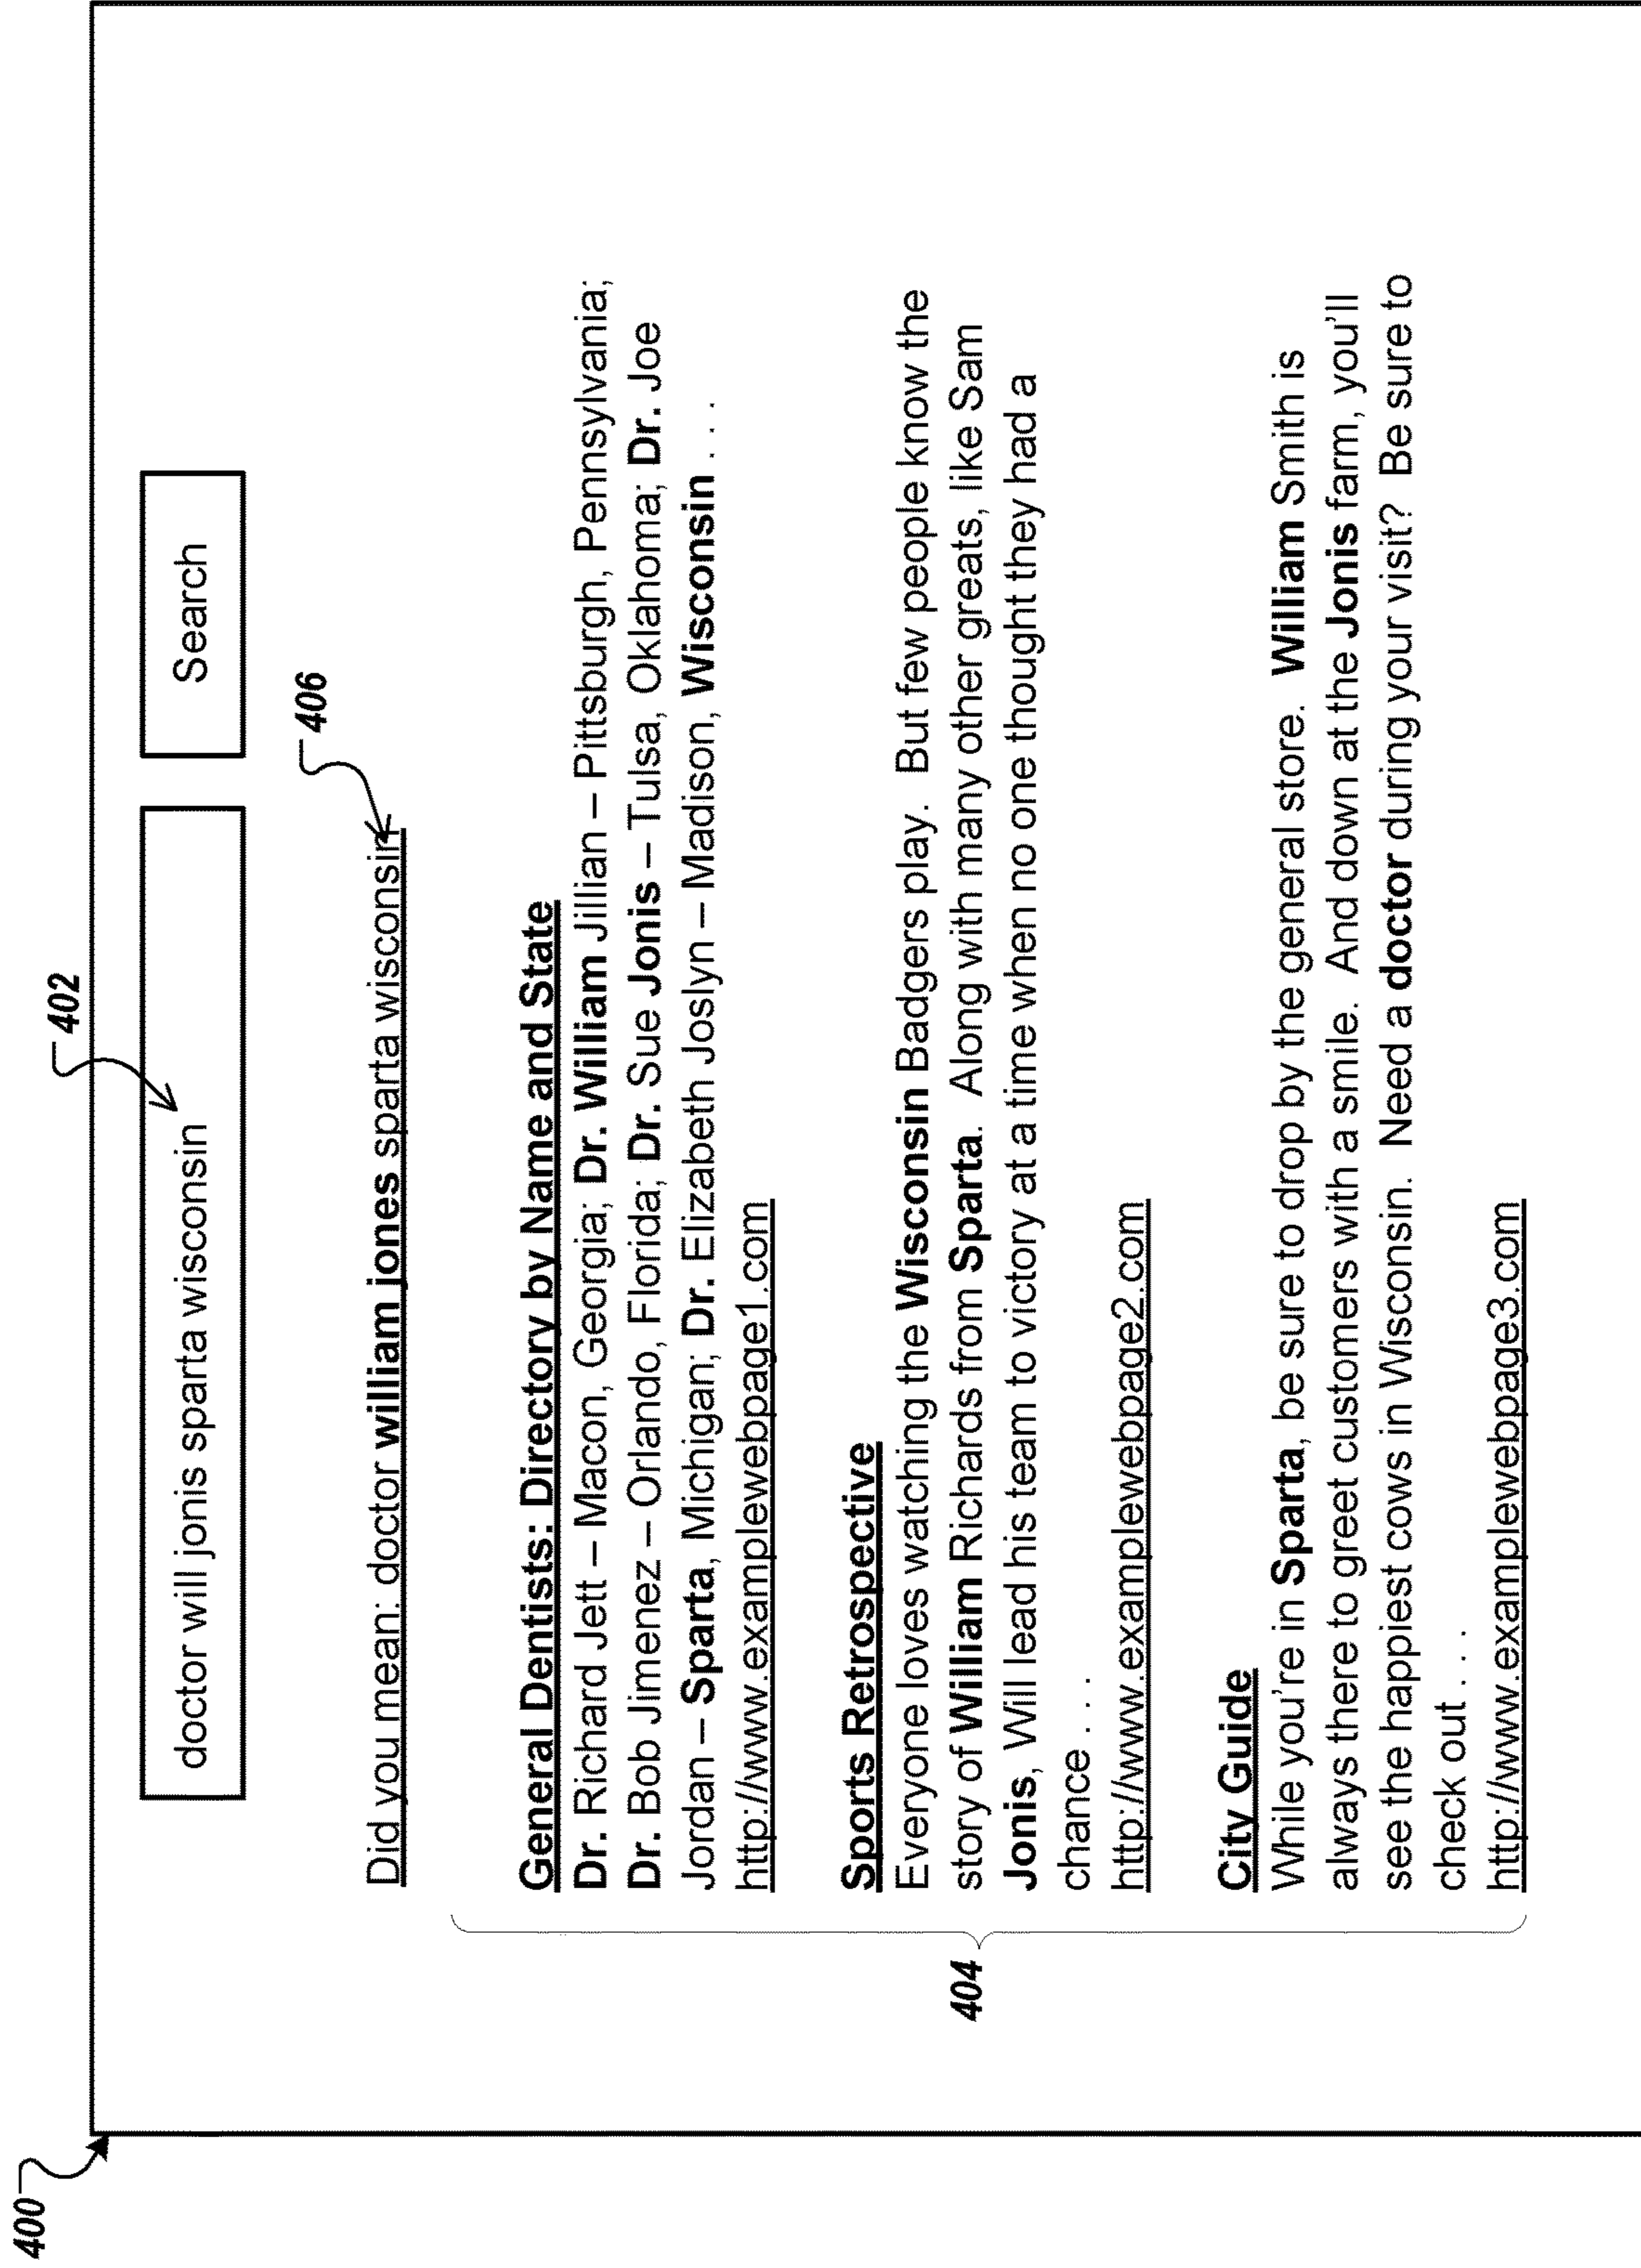 400
402
doctor will jonis sparta wisconsin
Search
406
Did you mean: doctor william jones sparta wisconsin
404
General Dentists: Directory by Name and State
Dr. Richard Jett – Macon, Georgia; Dr. William Jillian – Pittsburgh, Pennsylvania;
Dr. Bob Jimenez – Orlando, Florida; Dr. Sue Jonis – Tulsa, Oklahoma; Dr. Joe
Jordan – Sparta, Michigan; Dr. Elizabeth Joslyn – Madison, Wisconsin . . .
http://www.examplewebpage1.com
Sports Retrospective
Everyone loves watching the Wisconsin Badgers play. But few people know the
story of William Richards from Sparta. Along with many other greats, like Sam
Jonis, Will lead his team to victory at a time when no one thought they had a
chance . . .
http://www.examplewebpage2.com
City Guide
While you're in Sparta, be sure to drop by the general store. William Smith is
always there to greet customers with a smile. And down at the Jonis farm, you'll
see the happiest cows in Wisconsin. Need a doctor during your visit? Be sure to
check out . . .
http://www.examplewebpage3.com